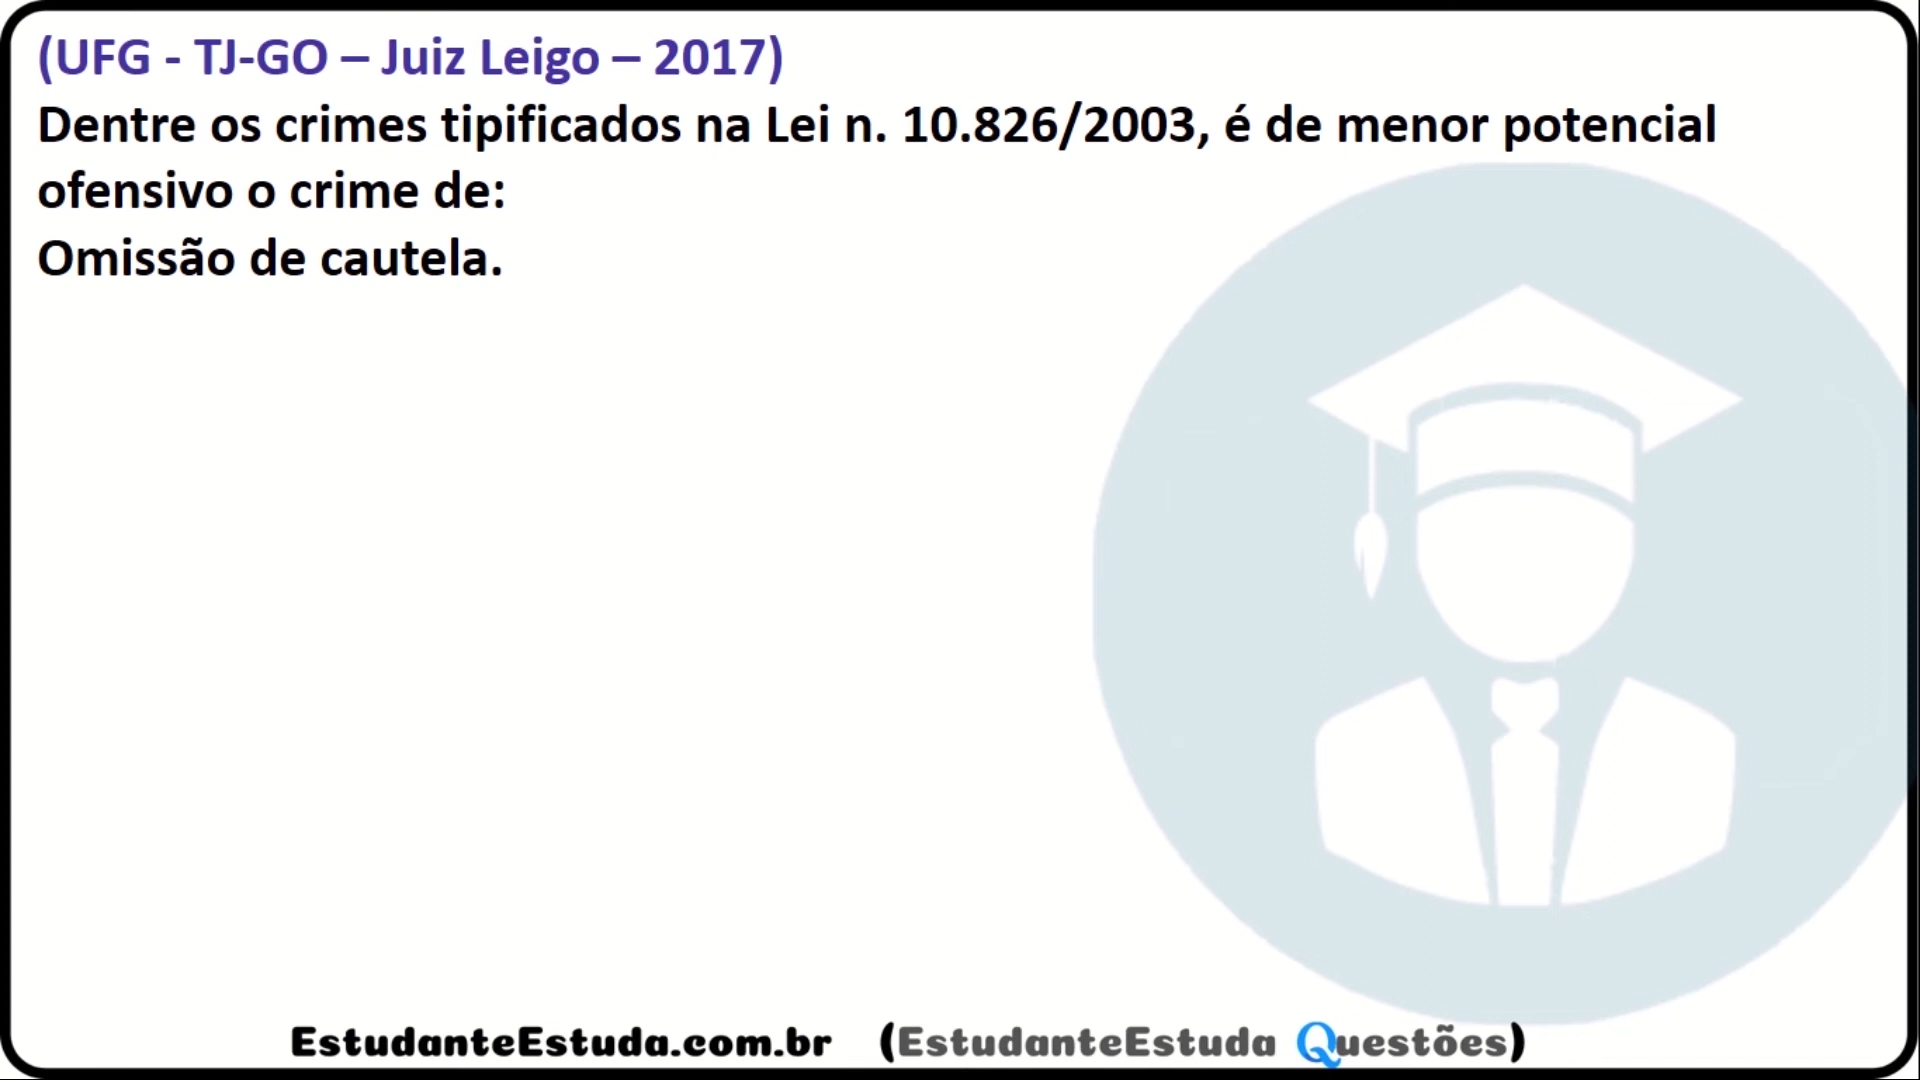 (UFG - TJ-GO – Juiz Leigo – 2017)
Dentre os crimes tipificados na Lei n. 10.826/2003, é de menor potencial
ofensivo o crime de:
Omissão de cautela.
EstudanteEstuda.com.br (EstudanteEstuda Questões)